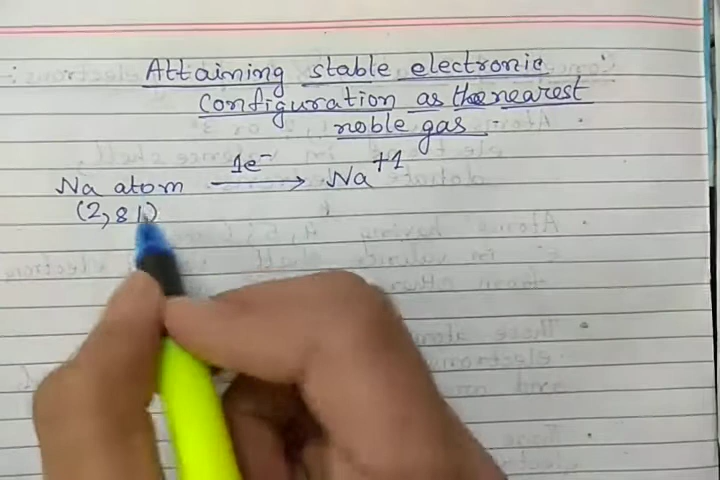 Attaining stable electronic
configuration as the nearest
noble gas
1e⁻
Na atom → Na⁺¹
(2,8 1)